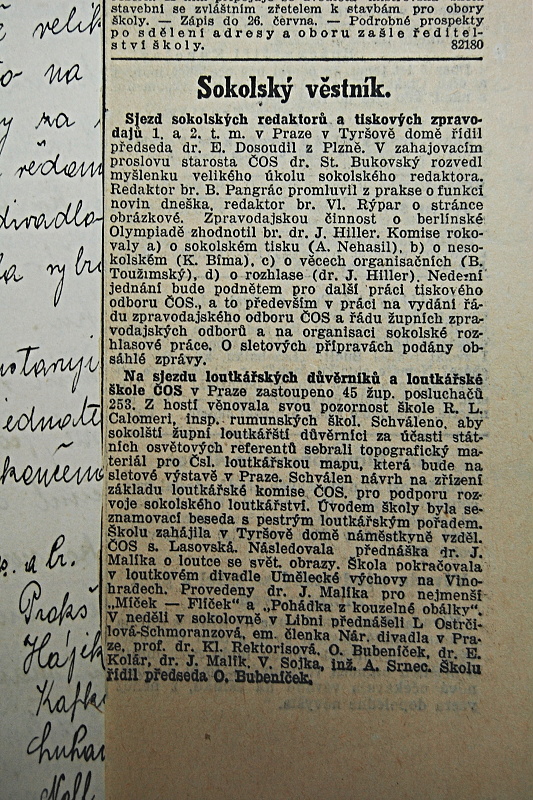 stavební se zvláštním zřetelem k stavbám pro obory
školy. — Zápis do 26. června. — Podrobné prospekty
po sdělení adresy a oboru zašle ředitel-
ství školy. 82180
Sokolský věstník.
Sjezd sokolských redaktorů a tiskových zpravo-
dajů 1. a 2. t. m. v Praze v Tyršově domě řídil
předseda dr. E. Dosoudil z Plzně. V zahajovacím
proslovu starosta ČOS dr. St. Bukovský rozvedl
myšlenku velikého úkolu sokolského redaktora.
Redaktor br. B. Pangrác promluvil z prakse o funkci
novin dneška, redaktor br. Vl. Rýpar o stránce
obrázkové. Zpravodajskou činnost o berlínské
Olympiadě zhodnotil br. dr. J. Hiller. Komise roko-
valy a) o sokolském tisku (A. Nehasil), b) o neso-
kolském (K. Bíma), c) o věcech organisačních (B.
Toužimský), d) o rozhlase (dr. J. Hiller). Nederní
jednání bude podnětem pro další práci tiskového
odboru ČOS., a to především v práci na vydání řá-
du zpravodajského odboru ČOS a řádu župních zpra-
vodajských odborů a na organisaci sokolské roz-
hlasové práce. O sletových přípravách podány ob-
sáhlé zprávy.
Na sjezdu loutkářských důvěrníků a loutkářské
škole ČOS v Praze zastoupeno 45 žup. posluchačů
253. Z hostí věnovala svou pozornost škole R. L.
Calomeri, insp. rumunských škol. Schváleno, aby
sokolští župní loutkářští důvěrníci za účasti stát-
ních osvětových referentů sebrali topografický ma-
teriál pro Čsl. loutkářskou mapu, která bude na
sletové výstavě v Praze. Schválen návrh na zřízení
základu loutkářské komise ČOS. pro podporu roz-
voje sokolského loutkářství. Úvodem školy byla se-
znamovací beseda s pestrým loutkářským pořadem.
Školu zahájila v Tyršově domě náměstkyně vzděl.
ČOS s. Lasovská. Následovala přednáška dr. J.
Malíka o loutce se svět. obrazy. Škola pokračovala
v loutkovém divadle Umělecké výchovy na Vino-
hradech. Provedeny dr. J. Malíka pro nejmenší
„Míček — Flíček“ a „Pohádka z kouzelné obálky“.
V neděli v sokolovně v Libni přednášeli L. Ostrči-
lová-Schmoranzová, em. členka Nár. divadla v Pra-
ze, prof. dr. Kl. Rektorisová, O. Bubeníček, dr. E.
Kolár, dr. J. Malík, V. Sojka, inž. A. Srnec. Školu
řídil předseda O. Bubeníček.
velik
na
za
divadlo
a br.
Prokš
Hájík
Kafk